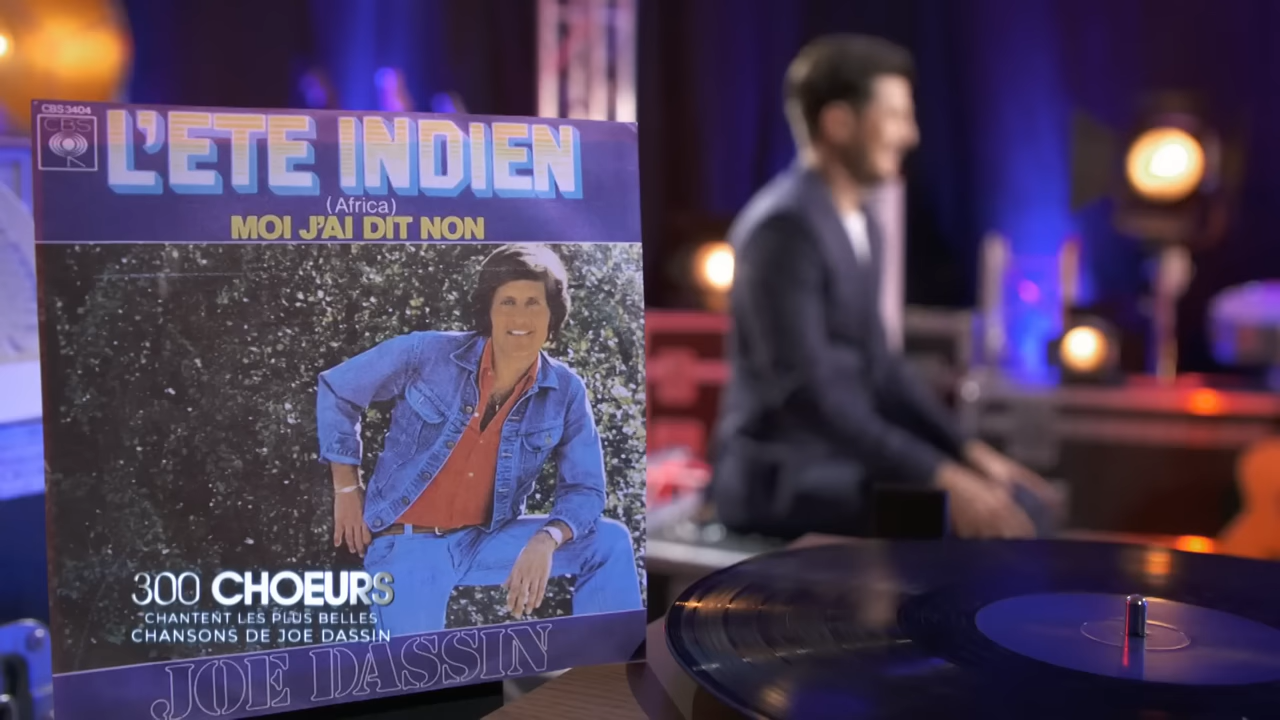 CBS 3404
CBS
L'ETE INDIEN
(Africa)
MOI J'AI DIT NON
300 CHOEURS
CHANTENT LES PLUS BELLES
CHANSONS DE JOE DASSIN
JOE DASSIN